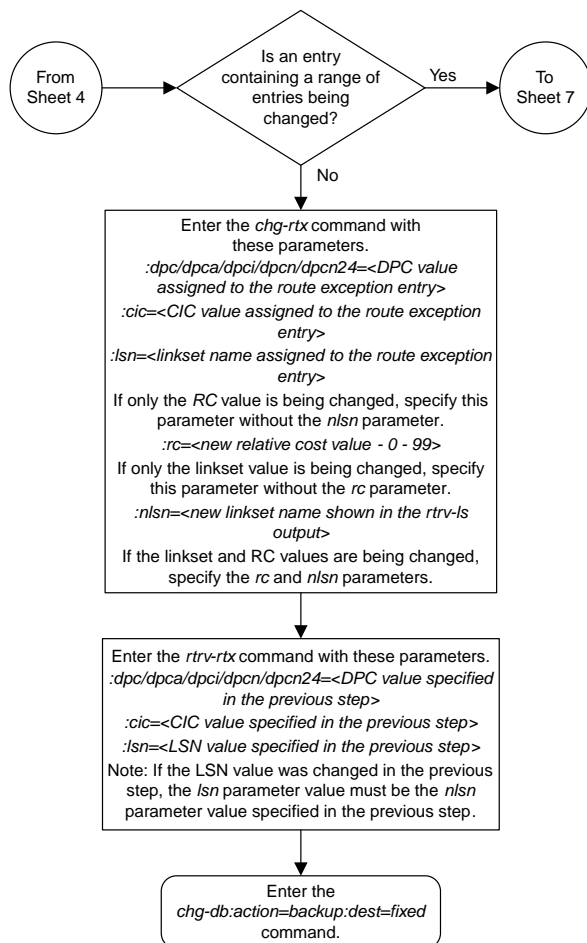 From
Sheet 4
Is an entry
containing a range of
entries being
changed?
Yes
To
Sheet 7
No
Enter the chg-rtx command with
these parameters.
:dpc/dpca/dpci/dpcn/dpcn24=<DPC value
assigned to the route exception entry>
:cic=<CIC value assigned to the route exception
entry>
:lsn=<linkset name assigned to the route exception
entry>
If only the RC value is being changed, specify this
parameter without the nlsn parameter.
:rc=<new relative cost value - 0 - 99>
If only the linkset value is being changed, specify
this parameter without the rc parameter.
:nlsn=<new linkset name shown in the rtrv-ls
output>
If the linkset and RC values are being changed,
specify the rc and nlsn parameters.
Enter the rtrv-rtx command with these parameters.
:dpc/dpca/dpci/dpcn/dpcn24=<DPC value specified
in the previous step>
:cic=<CIC value specified in the previous step>
:lsn=<LSN value specified in the previous step>
Note: If the LSN value was changed in the previous
step, the lsn parameter value must be the nlsn
parameter value specified in the previous step.
Enter the
chg-db:action=backup:dest=fixed
command.